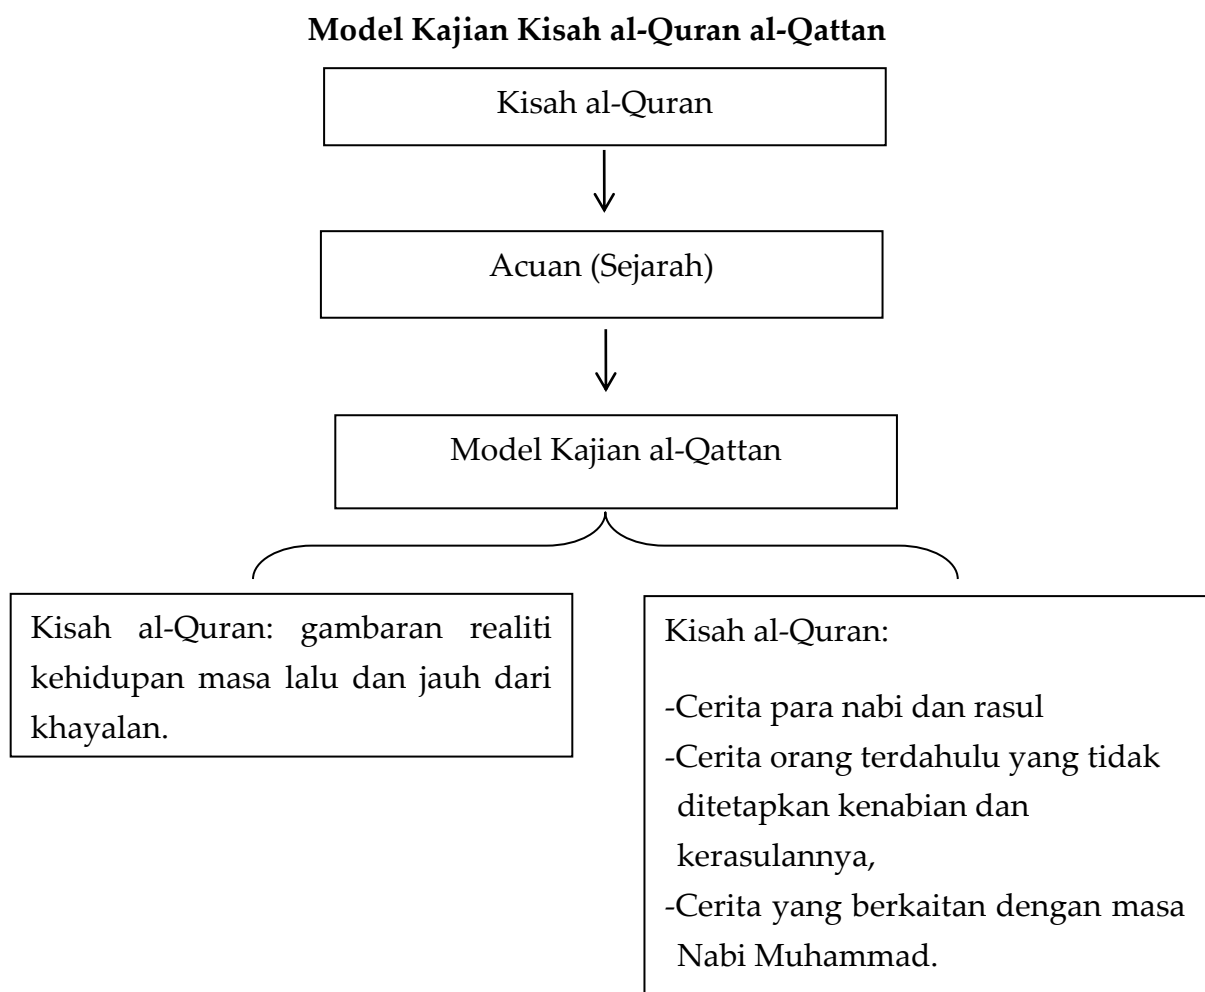 Model Kajian Kisah al-Quran al-Qattan
Kisah al-Quran
Acuan (Sejarah)
Model Kajian al-Qattan
Kisah al-Quran: gambaran realiti
kehidupan masa lalu dan jauh dari
khayalan.
Kisah al-Quran:
-Cerita para nabi dan rasul
-Cerita orang terdahulu yang tidak
ditetapkan kenabian dan
kerasulannya,
-Cerita yang berkaitan dengan masa
Nabi Muhammad.